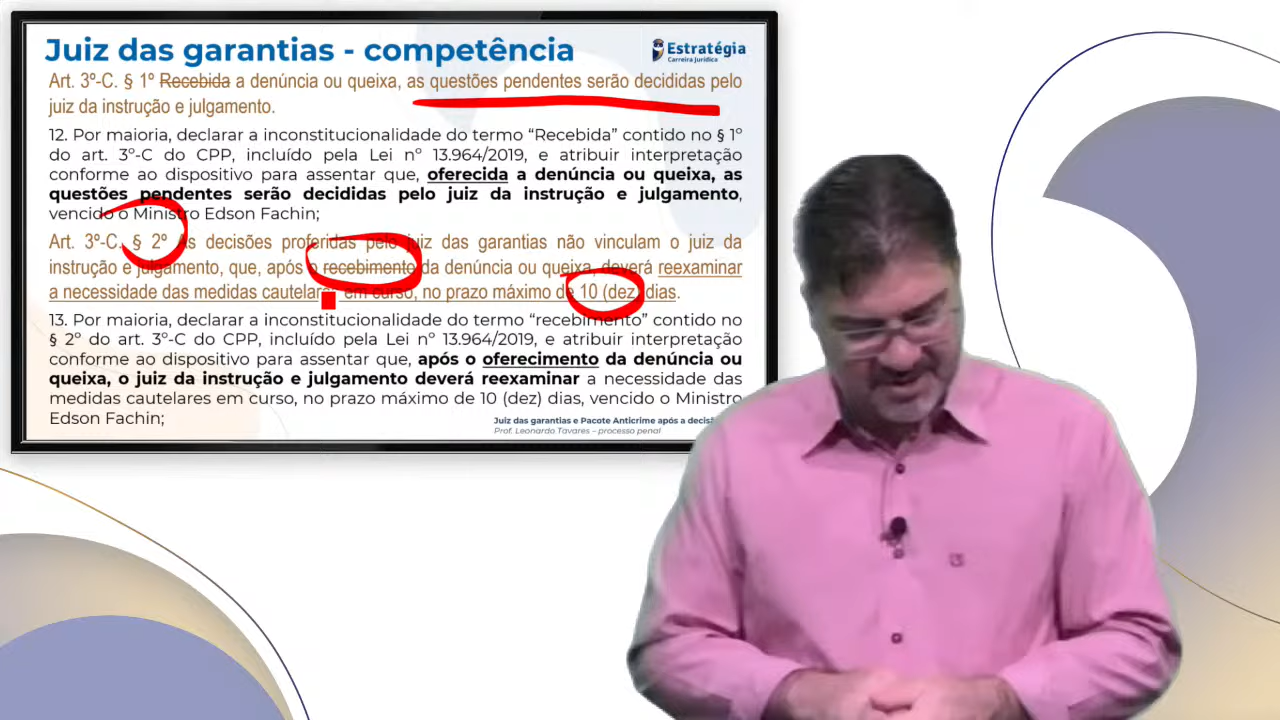 Juiz das garantias - competência
Estratégia
Carreira Jurídica
Art. 3º-C. § 1º Recebida a denúncia ou queixa, as questões pendentes serão decididas pelo
juiz da instrução e julgamento.
12. Por maioria, declarar a inconstitucionalidade do termo “Recebida” contido no § 1º
do art. 3º-C do CPP, incluído pela Lei nº 13.964/2019, e atribuir interpretação
conforme ao dispositivo para assentar que, oferecida a denúncia ou queixa, as
questões pendentes serão decididas pelo juiz da instrução e julgamento,
vencido o Ministro Edson Fachin;
Art. 3º-C. § 2º As decisões proferidas pelo juiz das garantias não vinculam o juiz da
instrução e julgamento, que, após o recebimento da denúncia ou queixa, deverá reexaminar
a necessidade das medidas cautelares em curso, no prazo máximo de 10 (dez) dias.
13. Por maioria, declarar a inconstitucionalidade do termo “recebimento” contido no
§ 2º do art. 3º-C do CPP, incluído pela Lei nº 13.964/2019, e atribuir interpretação
conforme ao dispositivo para assentar que, após o oferecimento da denúncia ou
queixa, o juiz da instrução e julgamento deverá reexaminar a necessidade das
medidas cautelares em curso, no prazo máximo de 10 (dez) dias, vencido o Ministro
Edson Fachin;
Juiz das garantias e Pacote Anticrime após a decisã
Prof. Leonardo Tavares – processo penal